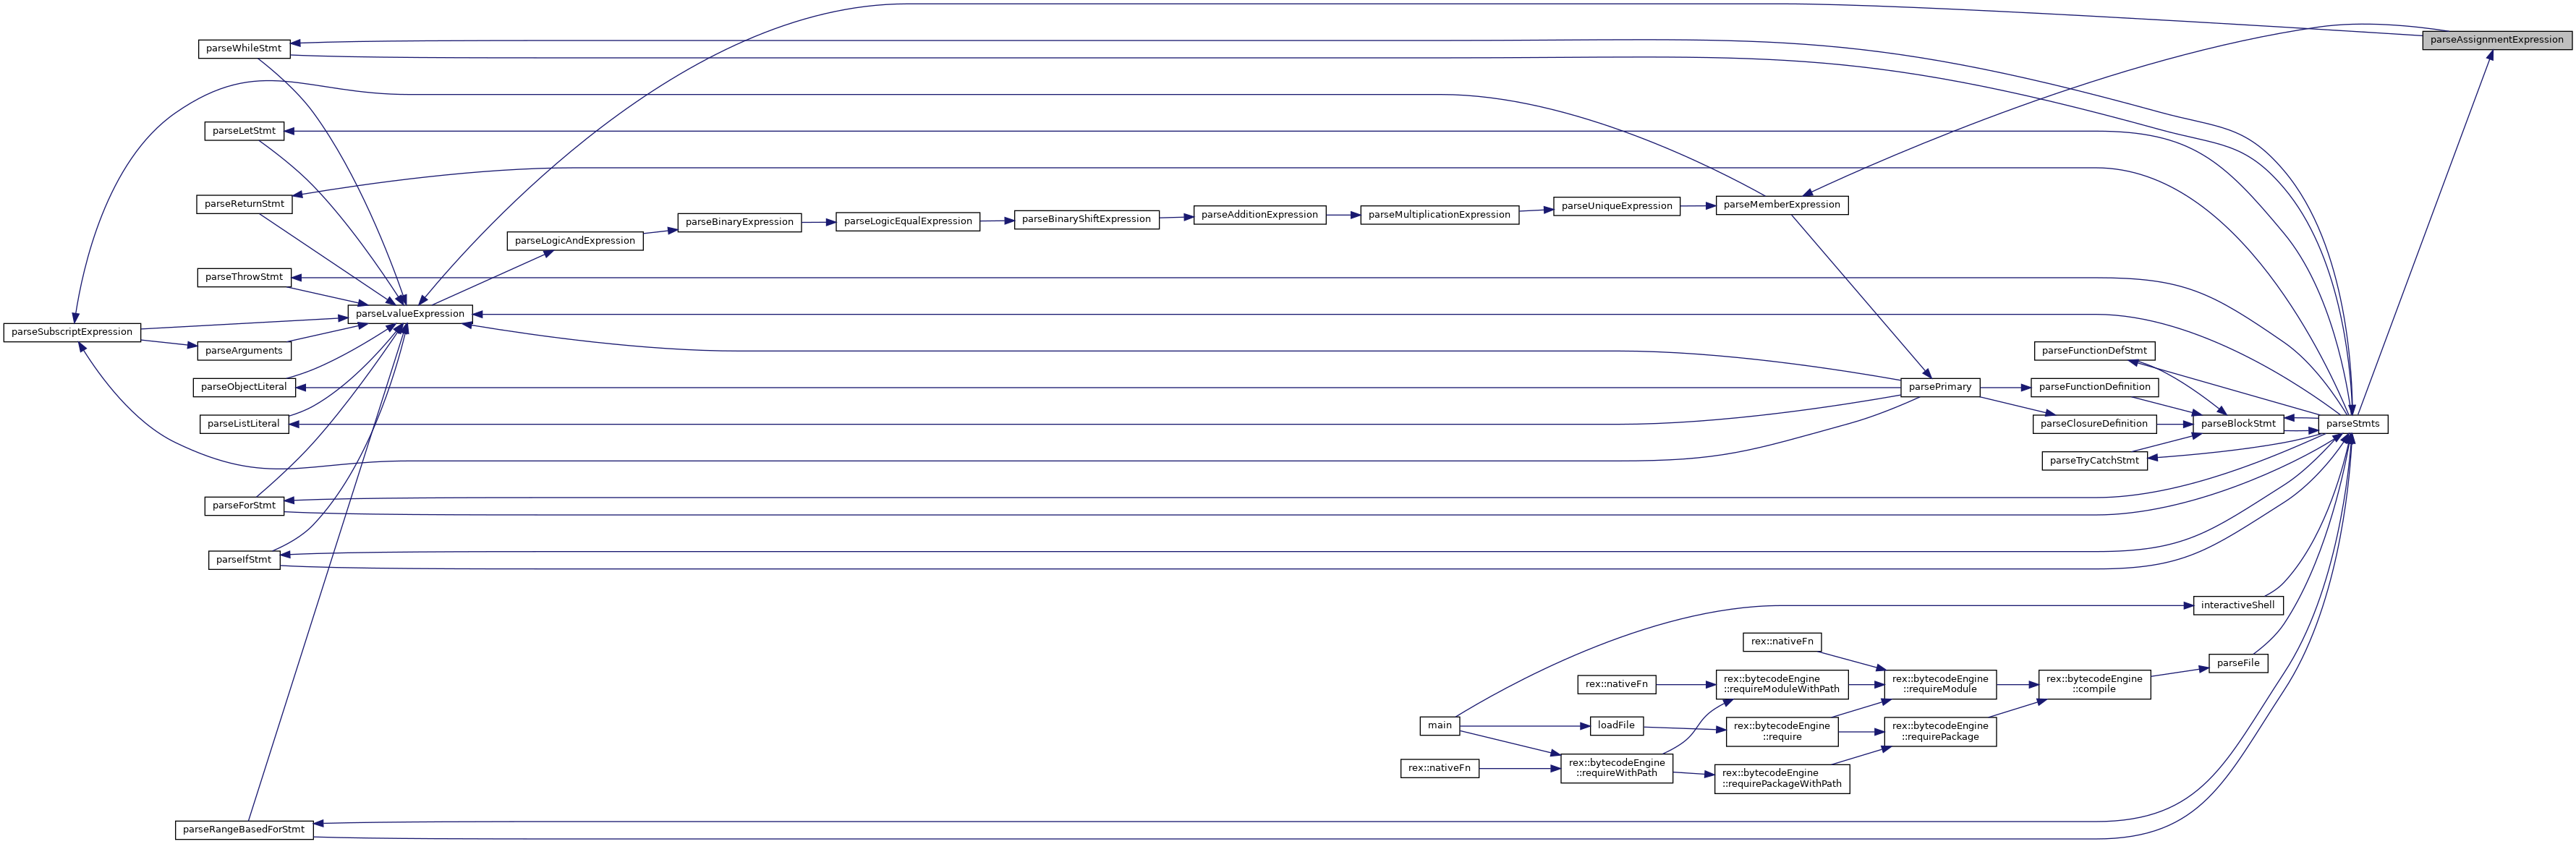 parseAssignmentExpression
parseWhileStmt
parseLetStmt
parseReturnStmt
parseMemberExpression
parseUniqueExpression
parseMultiplicationExpression
parseAdditionExpression
parseBinaryShiftExpression
parseLogicEqualExpression
parseBinaryExpression
parseLogicAndExpression
parseThrowStmt
parseLvalueExpression
parseSubscriptExpression
parseArguments
parseFunctionDefStmt
parseObjectLiteral
parsePrimary
parseFunctionDefinition
parseListLiteral
parseClosureDefinition
parseBlockStmt
parseStmts
parseTryCatchStmt
parseForStmt
parseIfStmt
interactiveShell
rex::nativeFn
parseFile
rex::nativeFn
rex::bytecodeEngine
::requireModuleWithPath
rex::bytecodeEngine
::requireModule
rex::bytecodeEngine
::compile
main
loadFile
rex::bytecodeEngine
::require
rex::bytecodeEngine
::requirePackage
rex::nativeFn
rex::bytecodeEngine
::requireWithPath
rex::bytecodeEngine
::requirePackageWithPath
parseRangeBasedForStmt